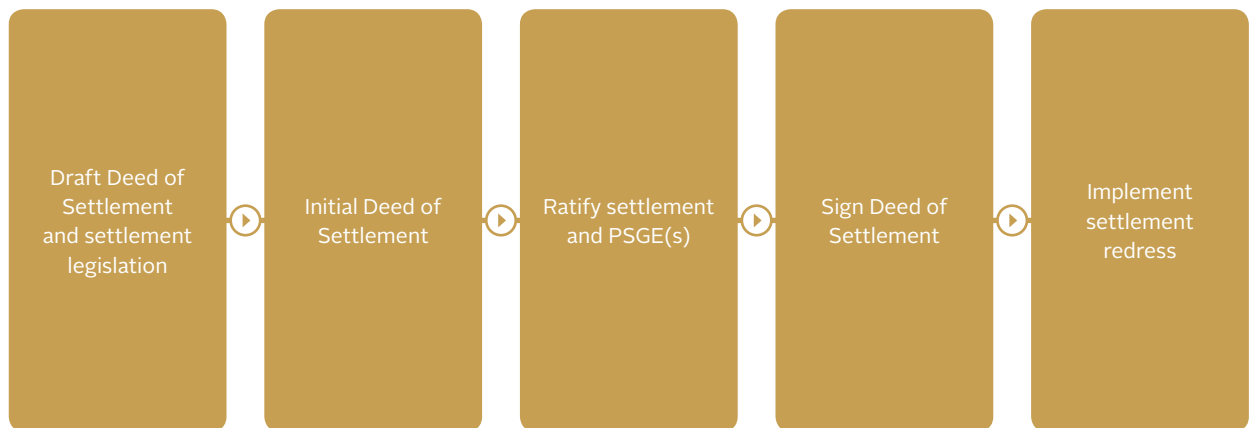 Draft Deed of
Settlement
and settlement
legislation
Initial Deed of
Settlement
Ratify settlement
and PSGE(s)
Sign Deed of
Settlement
Implement
settlement
redress